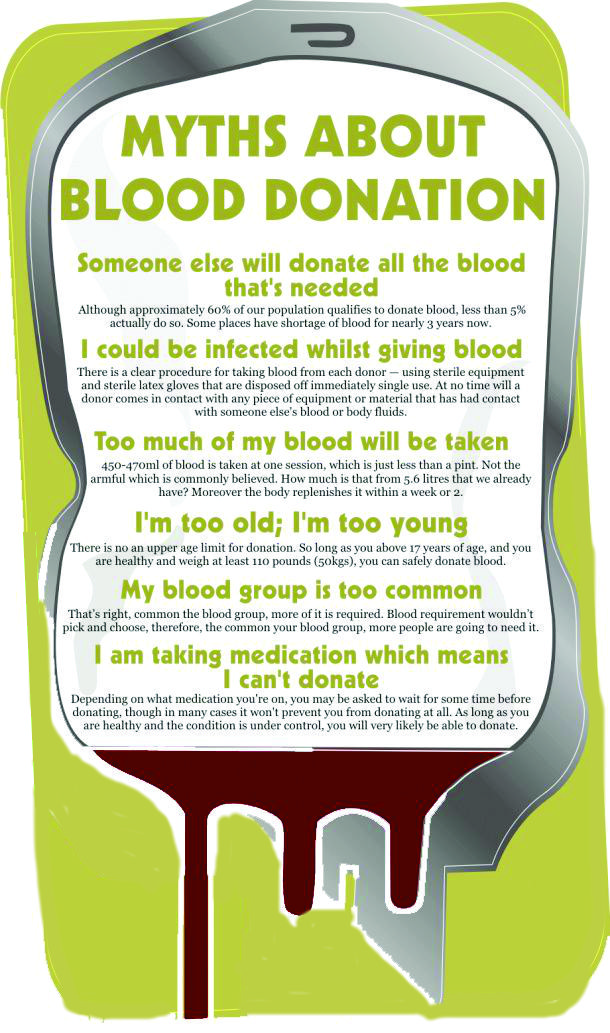 MYTHS ABOUT
BLOOD DONATION
Someone else will donate all the blood
that's needed
Although approximately 60% of our population qualifies to donate blood, less than 5%
actually do so. Some places have shortage of blood for nearly 3 years now.
I could be infected whilst giving blood
There is a clear procedure for taking blood from each donor — using sterile equipment
and sterile latex gloves that are disposed off immediately single use. At no time will a
donor comes in contact with any piece of equipment or material that has had contact
with someone else's blood or body fluids.
Too much of my blood will be taken
450-470ml of blood is taken at one session, which is just less than a pint. Not the
armful which is commonly believed. How much is that from 5.6 litres that we already
have? Moreover the body replenishes it within a week or 2.
I'm too old; I'm too young
There is no an upper age limit for donation. So long as you above 17 years of age, and you
are healthy and weigh at least 110 pounds (50kgs), you can safely donate blood.
My blood group is too common
That's right, common the blood group, more of it is required. Blood requirement wouldn't
pick and choose, therefore, the common your blood group, more people are going to need it.
I am taking medication which means
I can't donate
Depending on what medication you're on, you may be asked to wait for some time before
donating, though in many cases it won't prevent you from donating at all. As long as you
are healthy and the condition is under control, you will very likely be able to donate.